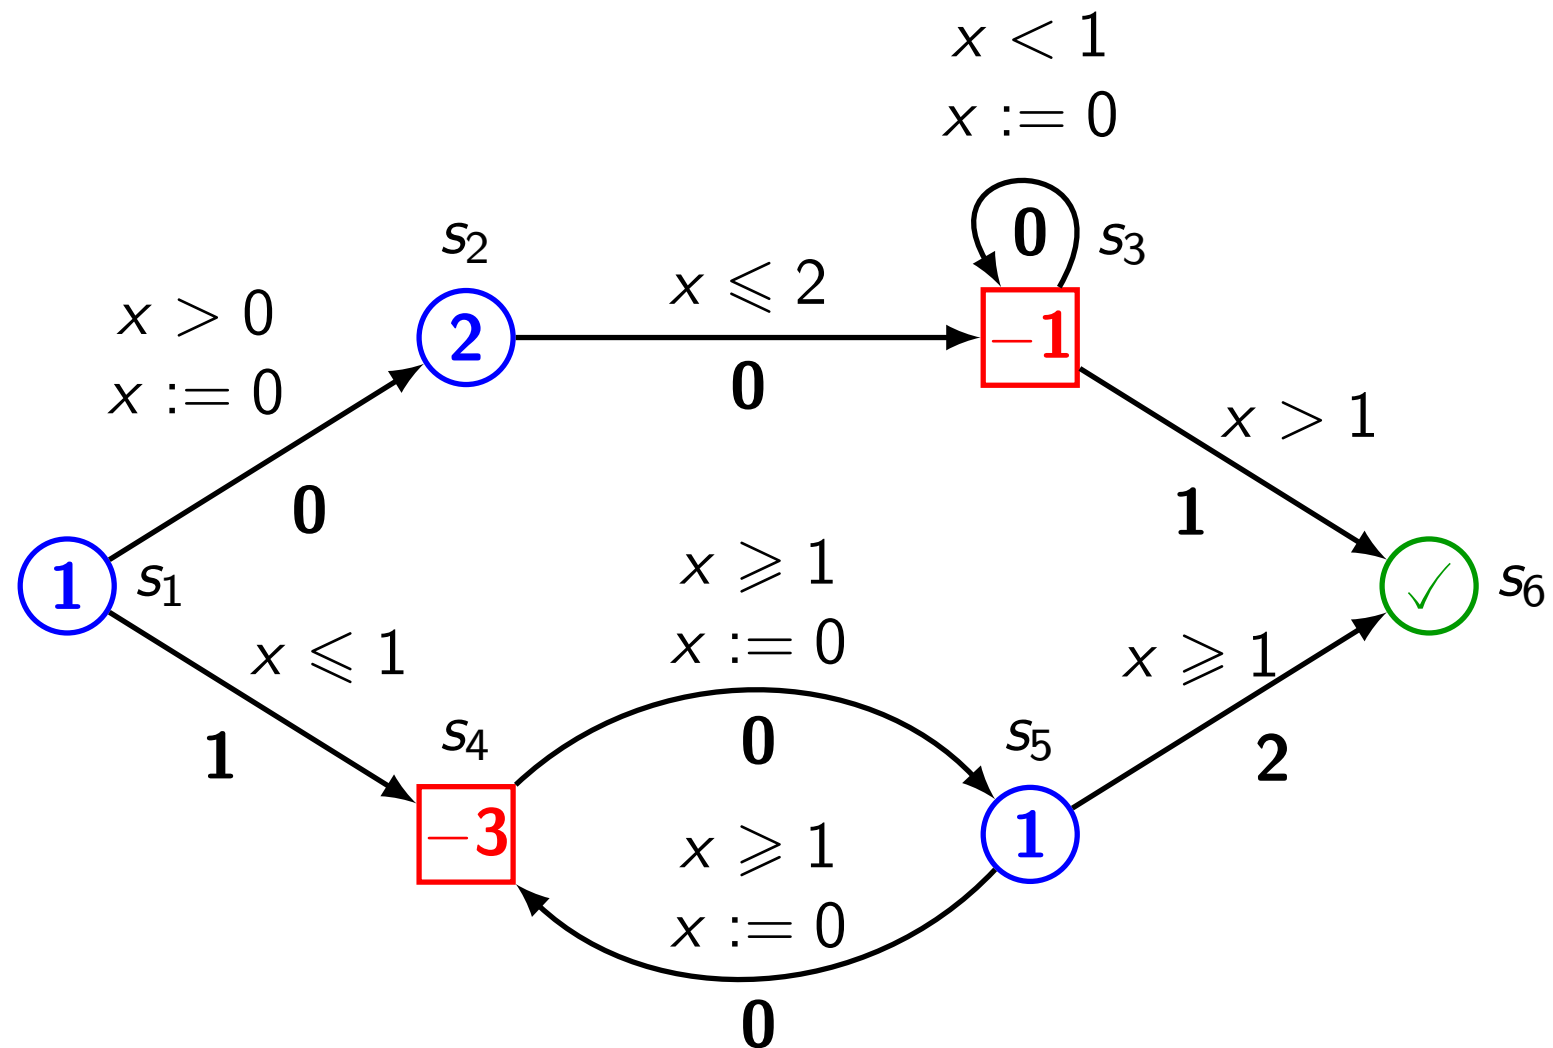 x < 1
x := 0
s2
0
s3
x > 0
x := 0
2
x ⩽ 2
0
−1
x > 1
0
1
1
s1
x ⩾ 1
x := 0
✓
s6
x ⩽ 1
1
s4
0
s5
x ⩾ 1
2
−3
x ⩾ 1
x := 0
1
0